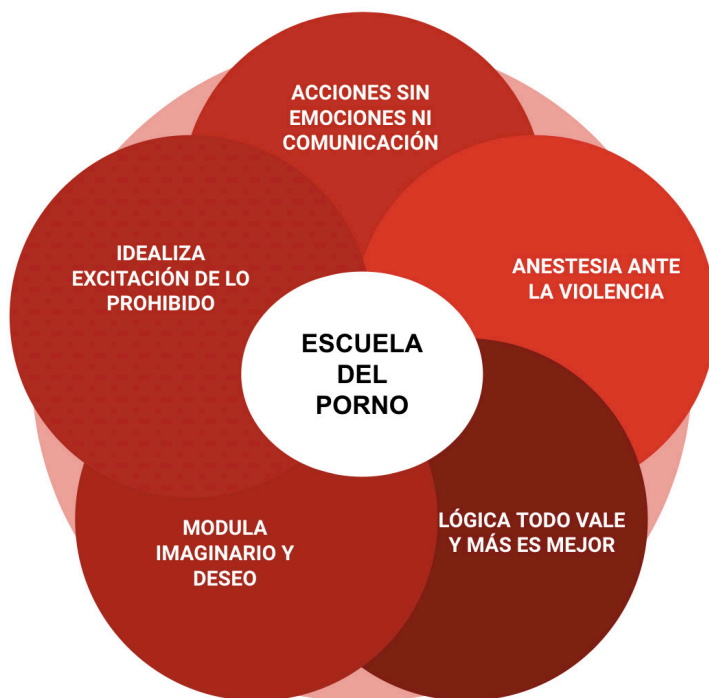 ACCIONES SIN
EMOCIONES NI
COMUNICACIÓN
ANESTESIA ANTE
LA VIOLENCIA
LÓGICA TODO VALE
Y MÁS ES MEJOR
MODULA
IMAGINARIO Y
DESEO
IDEALIZA
EXCITACIÓN DE LO
PROHIBIDO
ESCUELA
DEL
PORNO